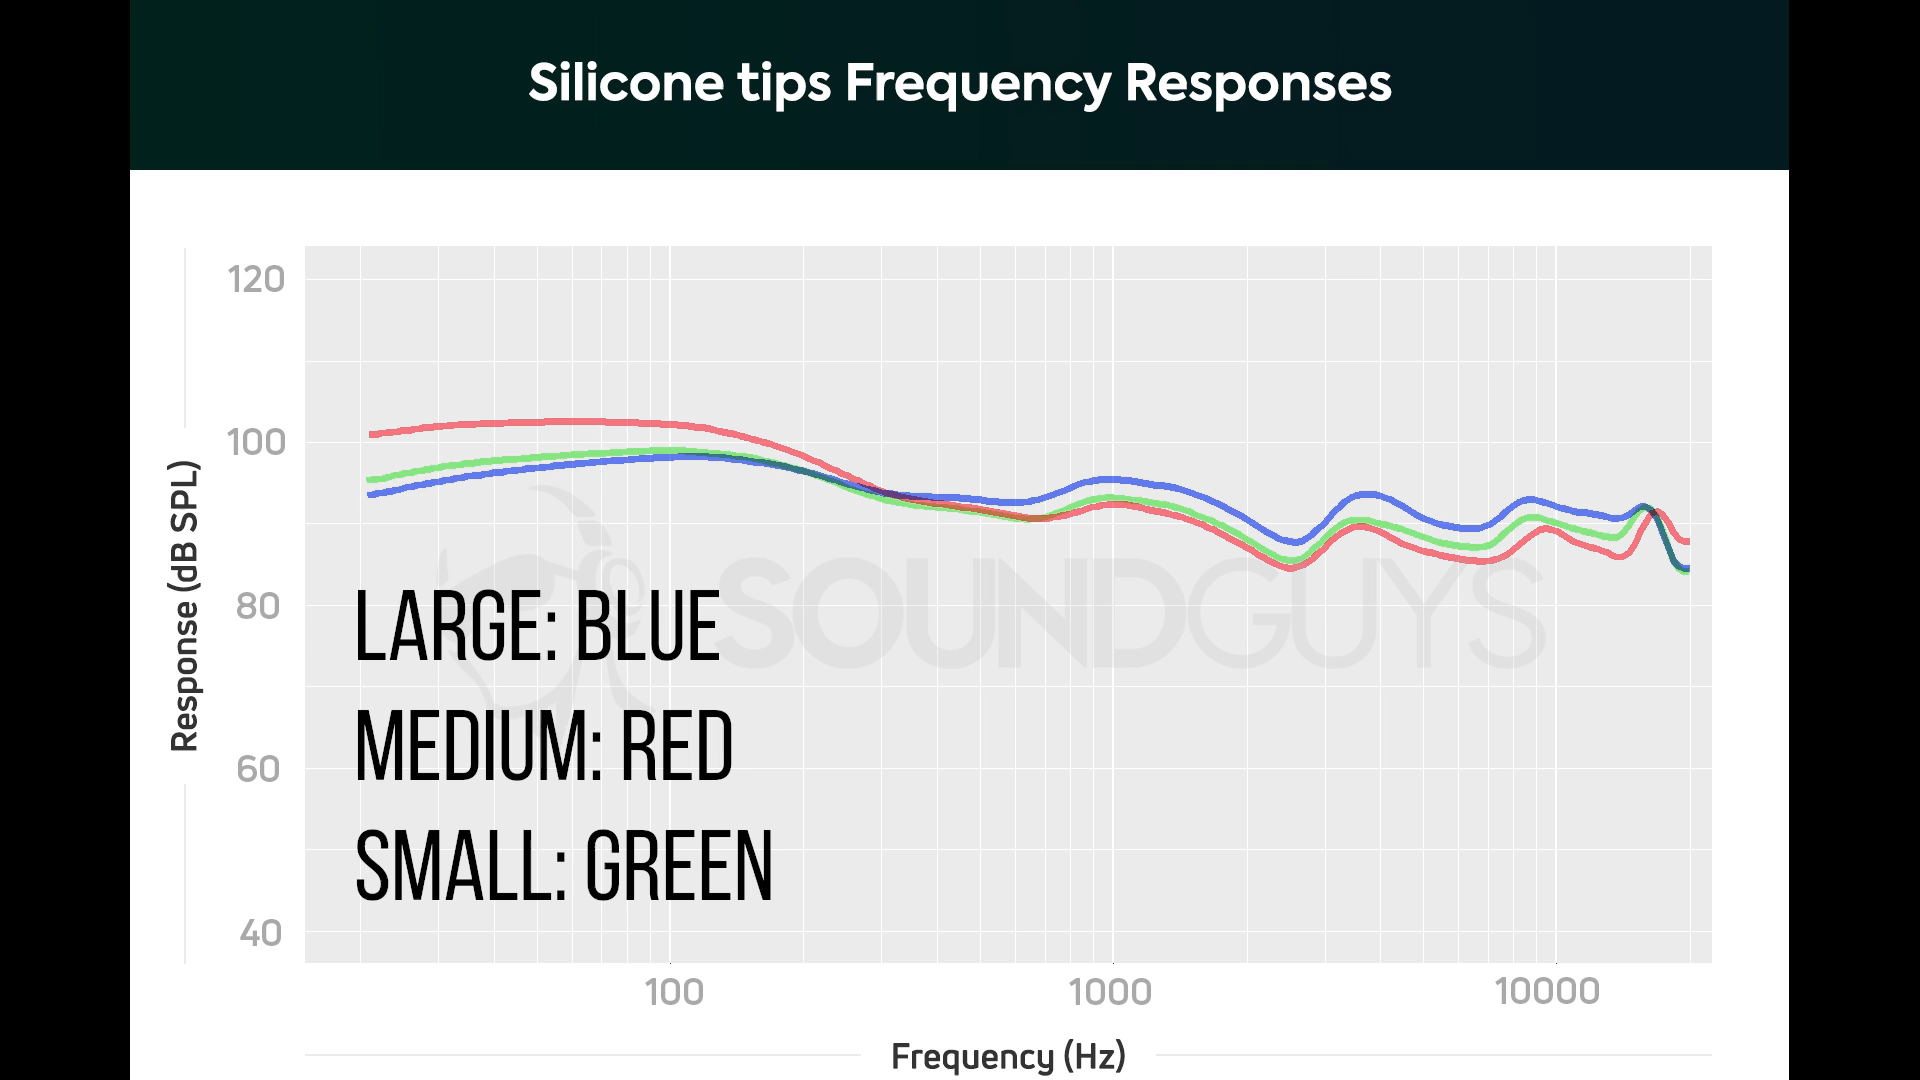 Silicone tips Frequency Responses
120
100
80
60
40
Response (dB SPL)
SOUNDGUYS
LARGE: BLUE
MEDIUM: RED
SMALL: GREEN
100
1000
10000
Frequency (Hz)